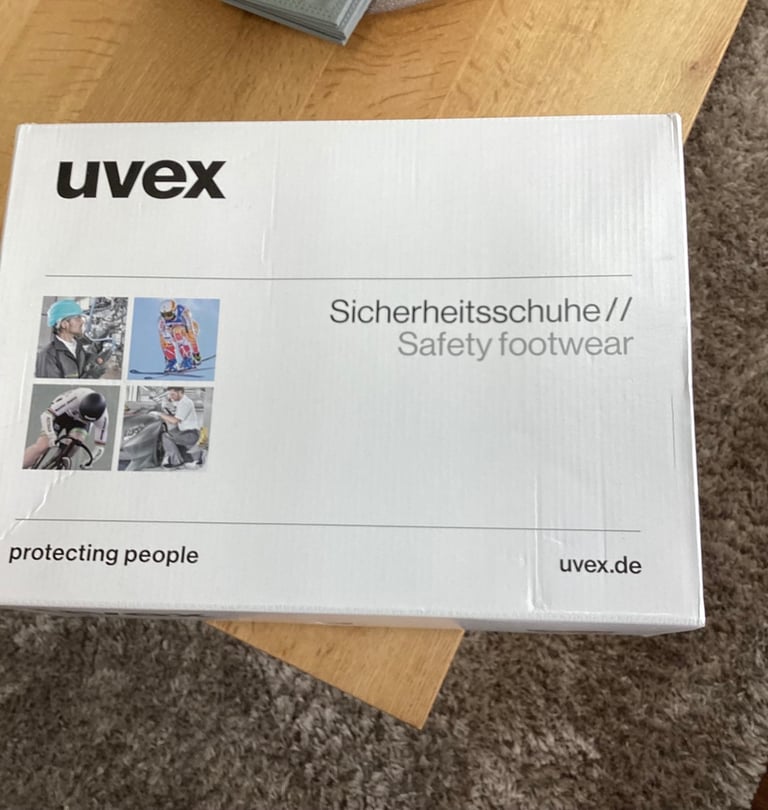 uvex
Sicherheitsschuhe//
Safety footwear
protecting people
uvex.de